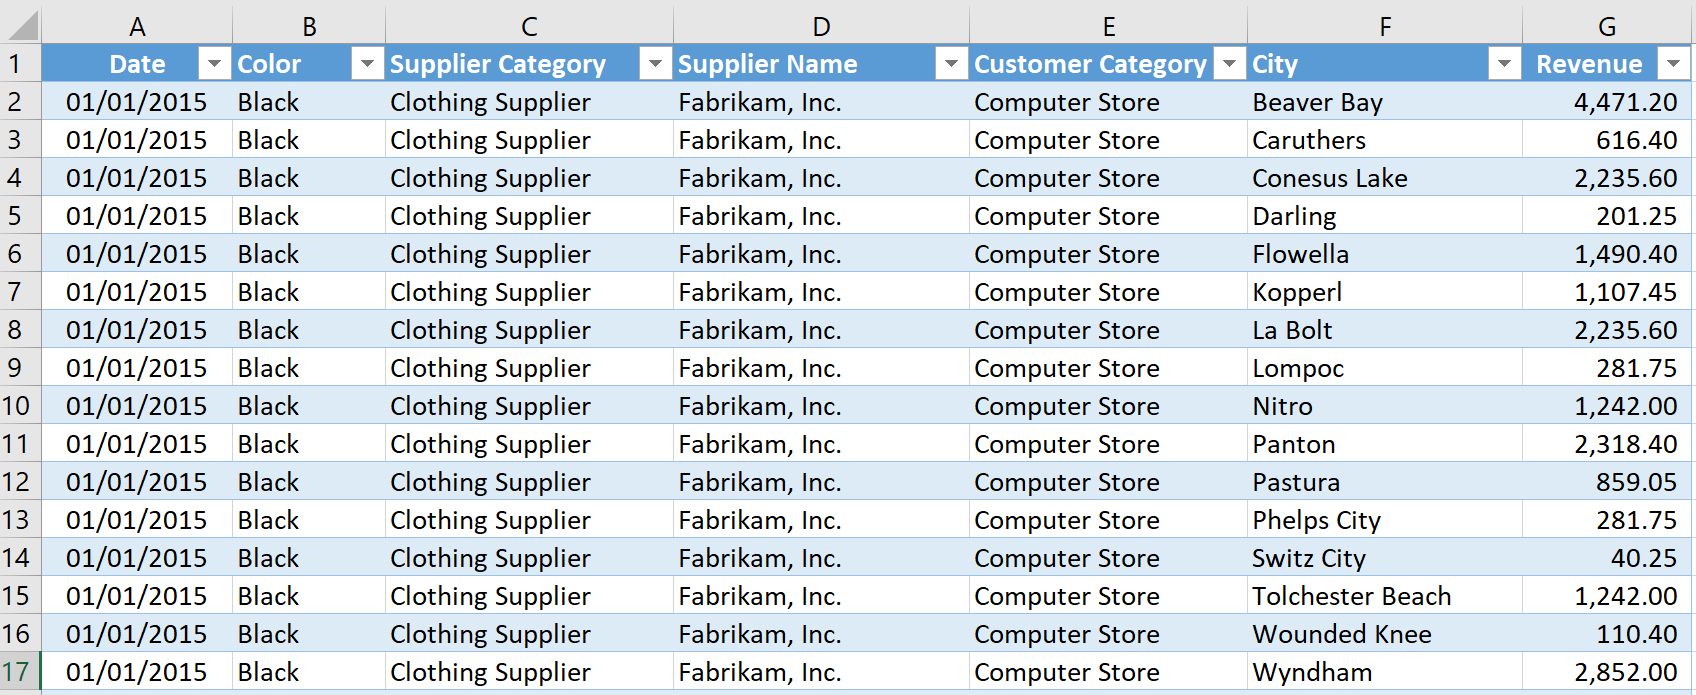 A B C D E F G
1 Date Color Supplier Category Supplier Name Customer Category City Revenue
2 01/01/2015 Black Clothing Supplier Fabrikam, Inc. Computer Store Beaver Bay 4,471.20
3 01/01/2015 Black Clothing Supplier Fabrikam, Inc. Computer Store Caruthers 616.40
4 01/01/2015 Black Clothing Supplier Fabrikam, Inc. Computer Store Conesus Lake 2,235.60
5 01/01/2015 Black Clothing Supplier Fabrikam, Inc. Computer Store Darling 201.25
6 01/01/2015 Black Clothing Supplier Fabrikam, Inc. Computer Store Flowella 1,490.40
7 01/01/2015 Black Clothing Supplier Fabrikam, Inc. Computer Store Kopperl 1,107.45
8 01/01/2015 Black Clothing Supplier Fabrikam, Inc. Computer Store La Bolt 2,235.60
9 01/01/2015 Black Clothing Supplier Fabrikam, Inc. Computer Store Lompoc 281.75
10 01/01/2015 Black Clothing Supplier Fabrikam, Inc. Computer Store Nitro 1,242.00
11 01/01/2015 Black Clothing Supplier Fabrikam, Inc. Computer Store Panton 2,318.40
12 01/01/2015 Black Clothing Supplier Fabrikam, Inc. Computer Store Pastura 859.05
13 01/01/2015 Black Clothing Supplier Fabrikam, Inc. Computer Store Phelps City 281.75
14 01/01/2015 Black Clothing Supplier Fabrikam, Inc. Computer Store Switz City 40.25
15 01/01/2015 Black Clothing Supplier Fabrikam, Inc. Computer Store Tolchester Beach 1,242.00
16 01/01/2015 Black Clothing Supplier Fabrikam, Inc. Computer Store Wounded Knee 110.40
17 01/01/2015 Black Clothing Supplier Fabrikam, Inc. Computer Store Wyndham 2,852.00